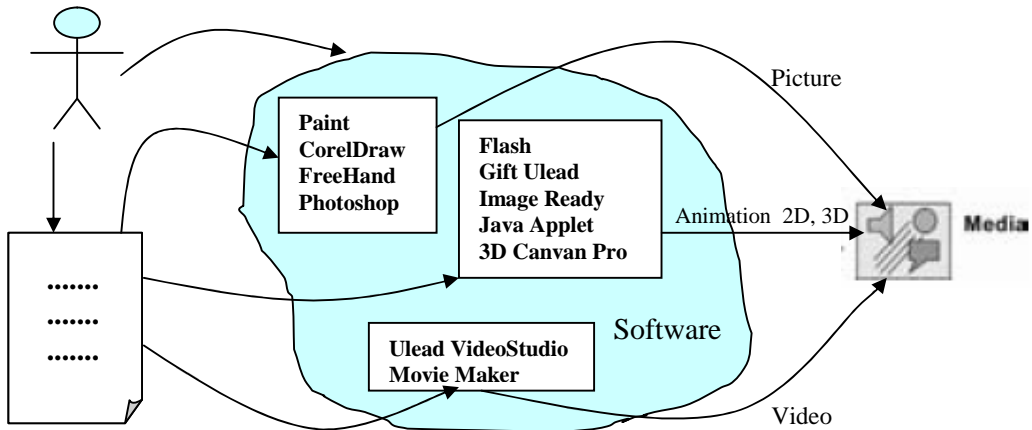 Picture
Paint
CorelDraw
FreeHand
Photoshop
Flash
Gift Ulead
Image Ready
Java Applet
3D Canvan Pro
Animation 2D, 3D
Media
.......
.......
.......
Software
Ulead VideoStudio
Movie Maker
Video